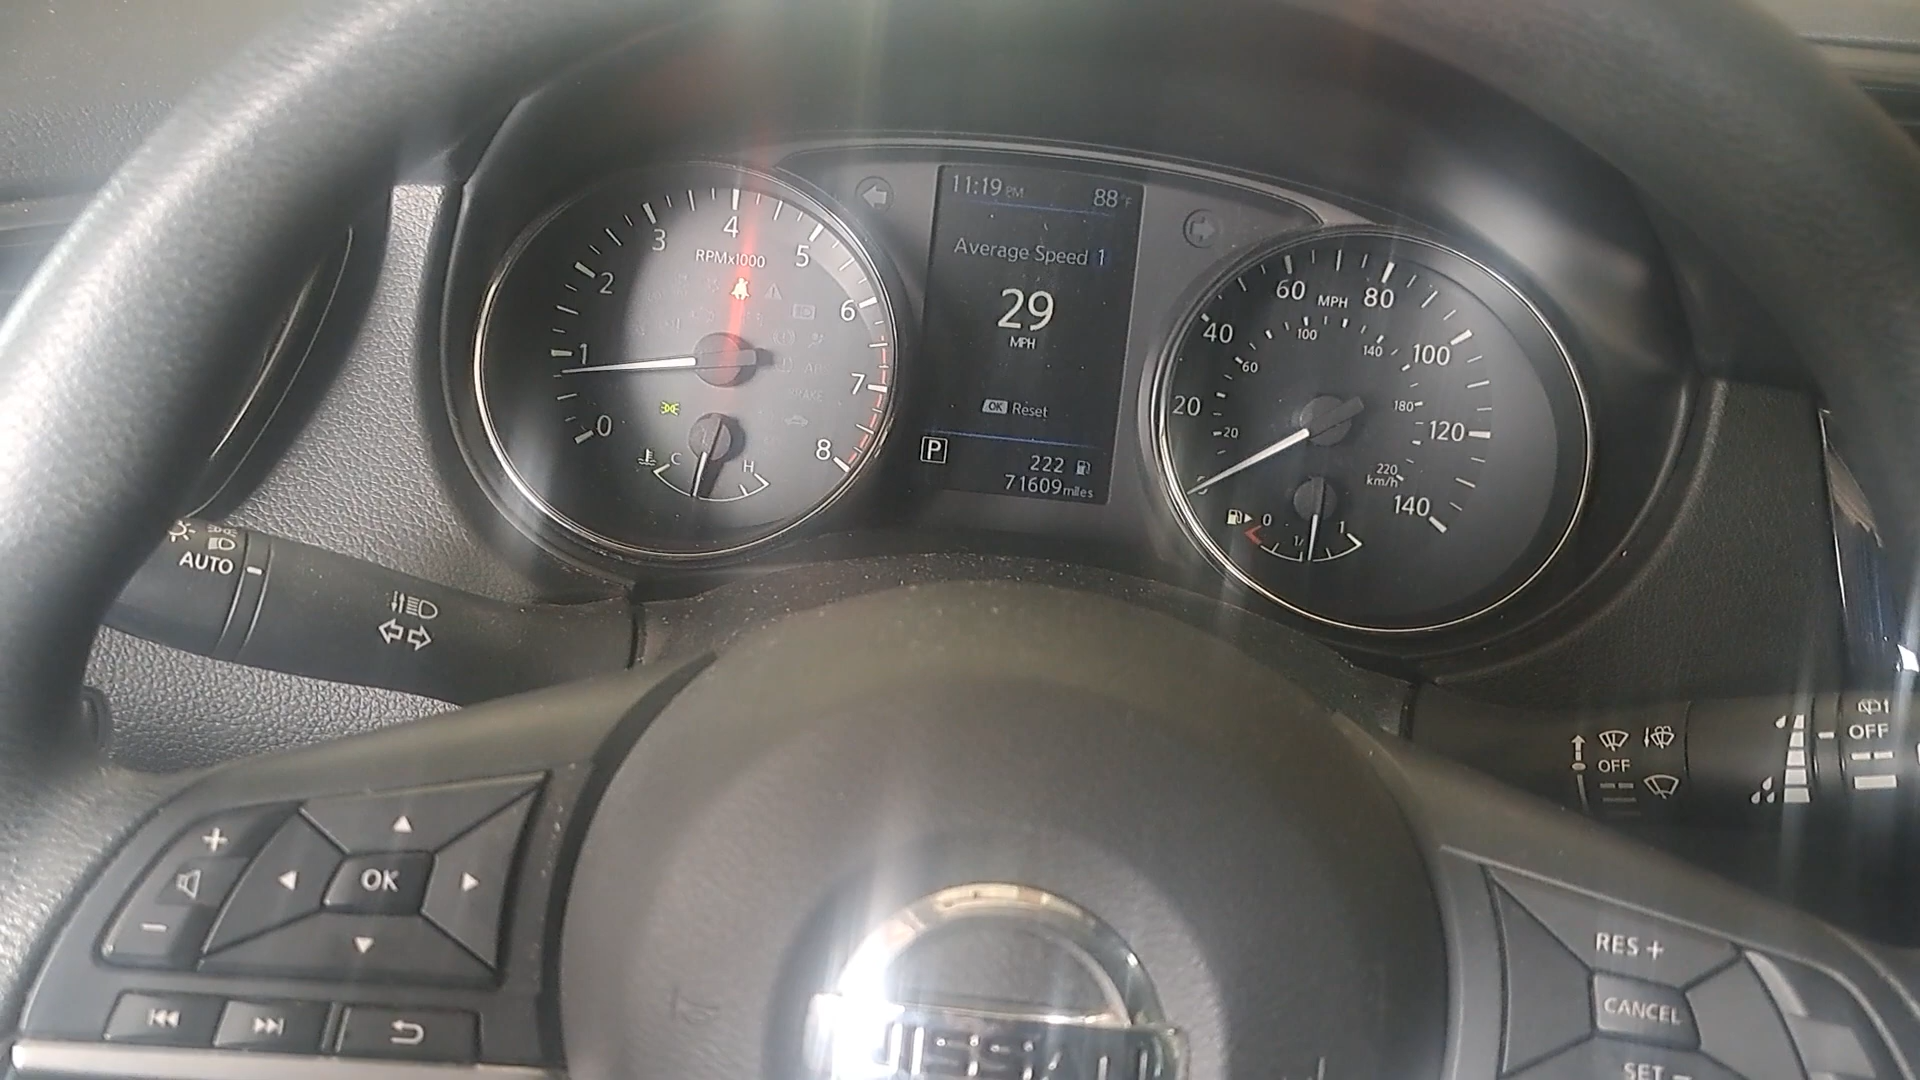 11:19 PM 88°F
Average Speed 1
29
MPH
OK Reset
P
222
71609 miles
0 1 2 3 4 5 6 7 8
RPMx1000
C H
BRAKE
20 40 60 80 100 120 140
MPH
20 60 100 140 180 220
km/h
0 1
AUTO
OFF
OFF
+
OK
−
RES +
CANCEL
SET −
NISSAN